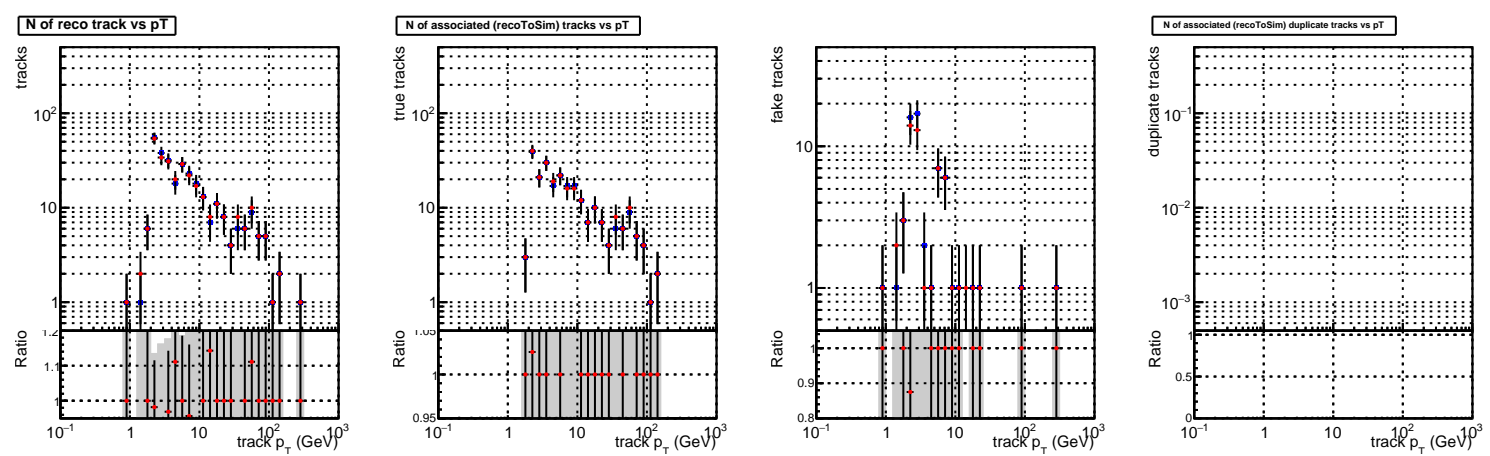 N of reco track vs pT
tracks
10²
10
1
Ratio
1.2
1.1
1
10⁻¹ 1 10 10² 10³
track p_T (GeV)
N of associated (recoToSim) tracks vs pT
true tracks
10²
10
1
Ratio
1.05
1
0.95
10⁻¹ 1 10 10² 10³
track p_T (GeV)
fake tracks
10
1
Ratio
1
0.9
0.8
10⁻¹ 1 10 10² 10³
track p_T (GeV)
N of associated (recoToSim) duplicate tracks vs pT
duplicate tracks
10⁻¹
10⁻²
10⁻³
Ratio
1
0.5
0
10⁻¹ 1 10 10² 10³
track p_T (GeV)